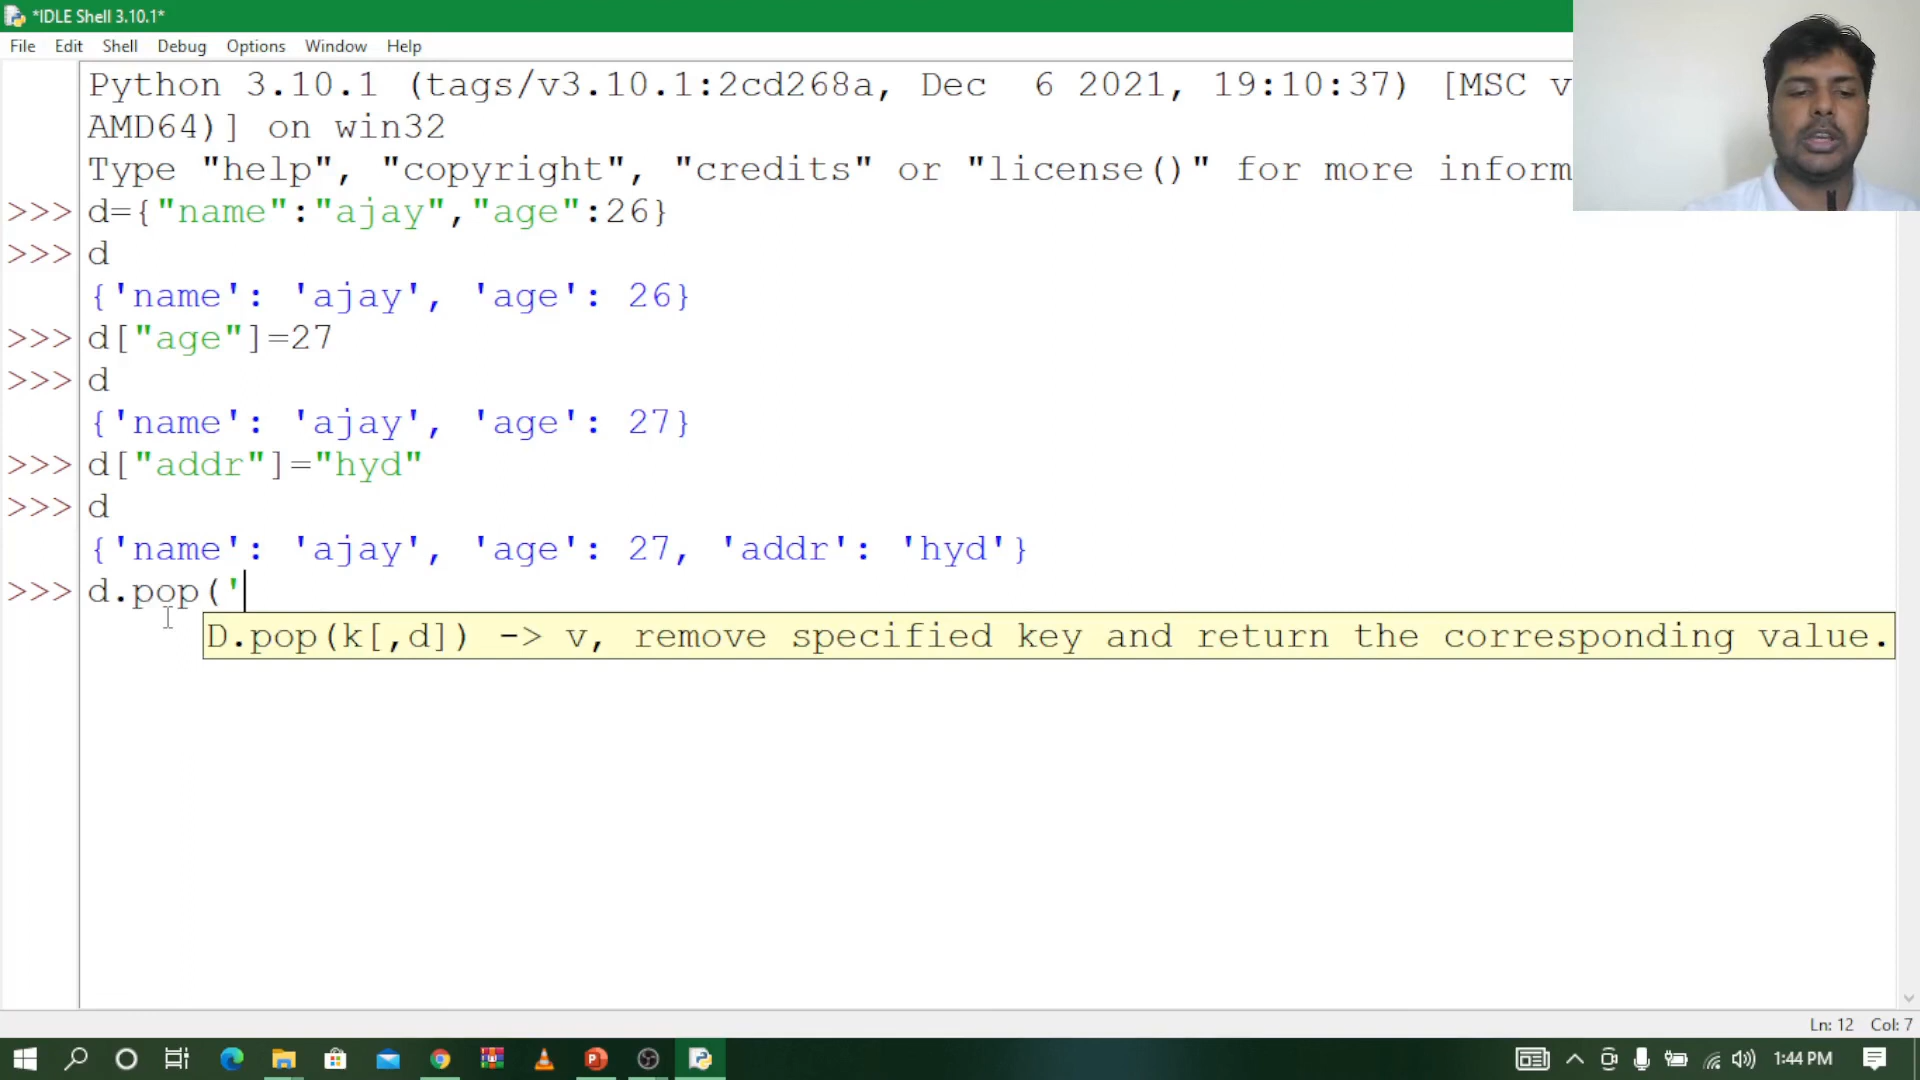 *IDLE Shell 3.10.1*
File Edit Shell Debug Options Window Help
Python 3.10.1 (tags/v3.10.1:2cd268a, Dec  6 2021, 19:10:37) [MSC v
AMD64)] on win32
Type "help", "copyright", "credits" or "license()" for more inform
>>> d={"name":"ajay","age":26}
>>> d
{'name': 'ajay', 'age': 26}
>>> d["age"]=27
>>> d
{'name': 'ajay', 'age': 27}
>>> d["addr"]="hyd"
>>> d
{'name': 'ajay', 'age': 27, 'addr': 'hyd'}
>>> d.pop('
D.pop(k[,d]) -> v, remove specified key and return the corresponding value.
Ln: 12 Col: 7
1:44 PM